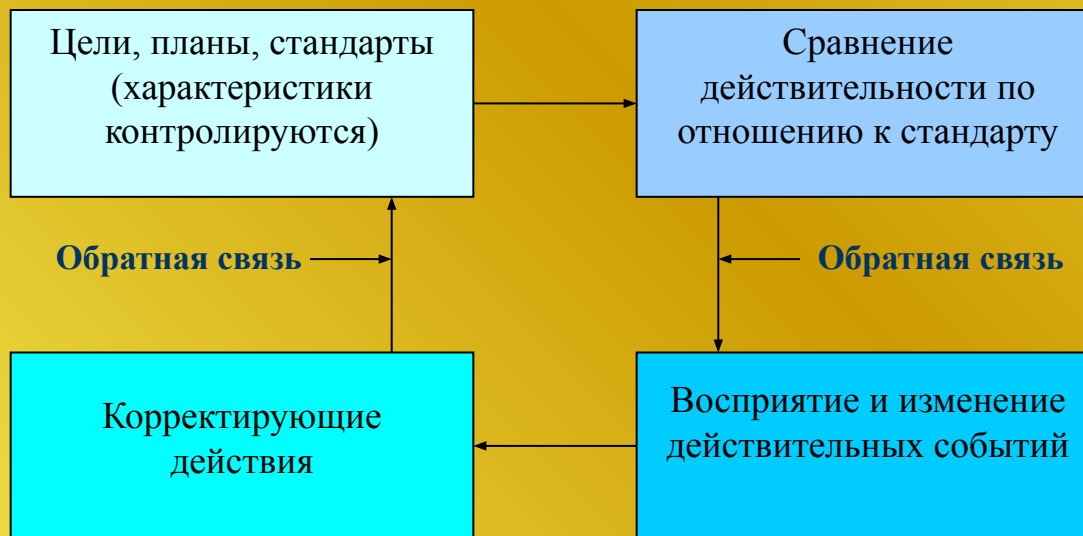 Цели, планы, стандарты
(характеристики
контролируются)
Сравнение
действительности по
отношению к стандарту
Обратная связь
Обратная связь
Корректирующие
действия
Восприятие и изменение
действительных событий